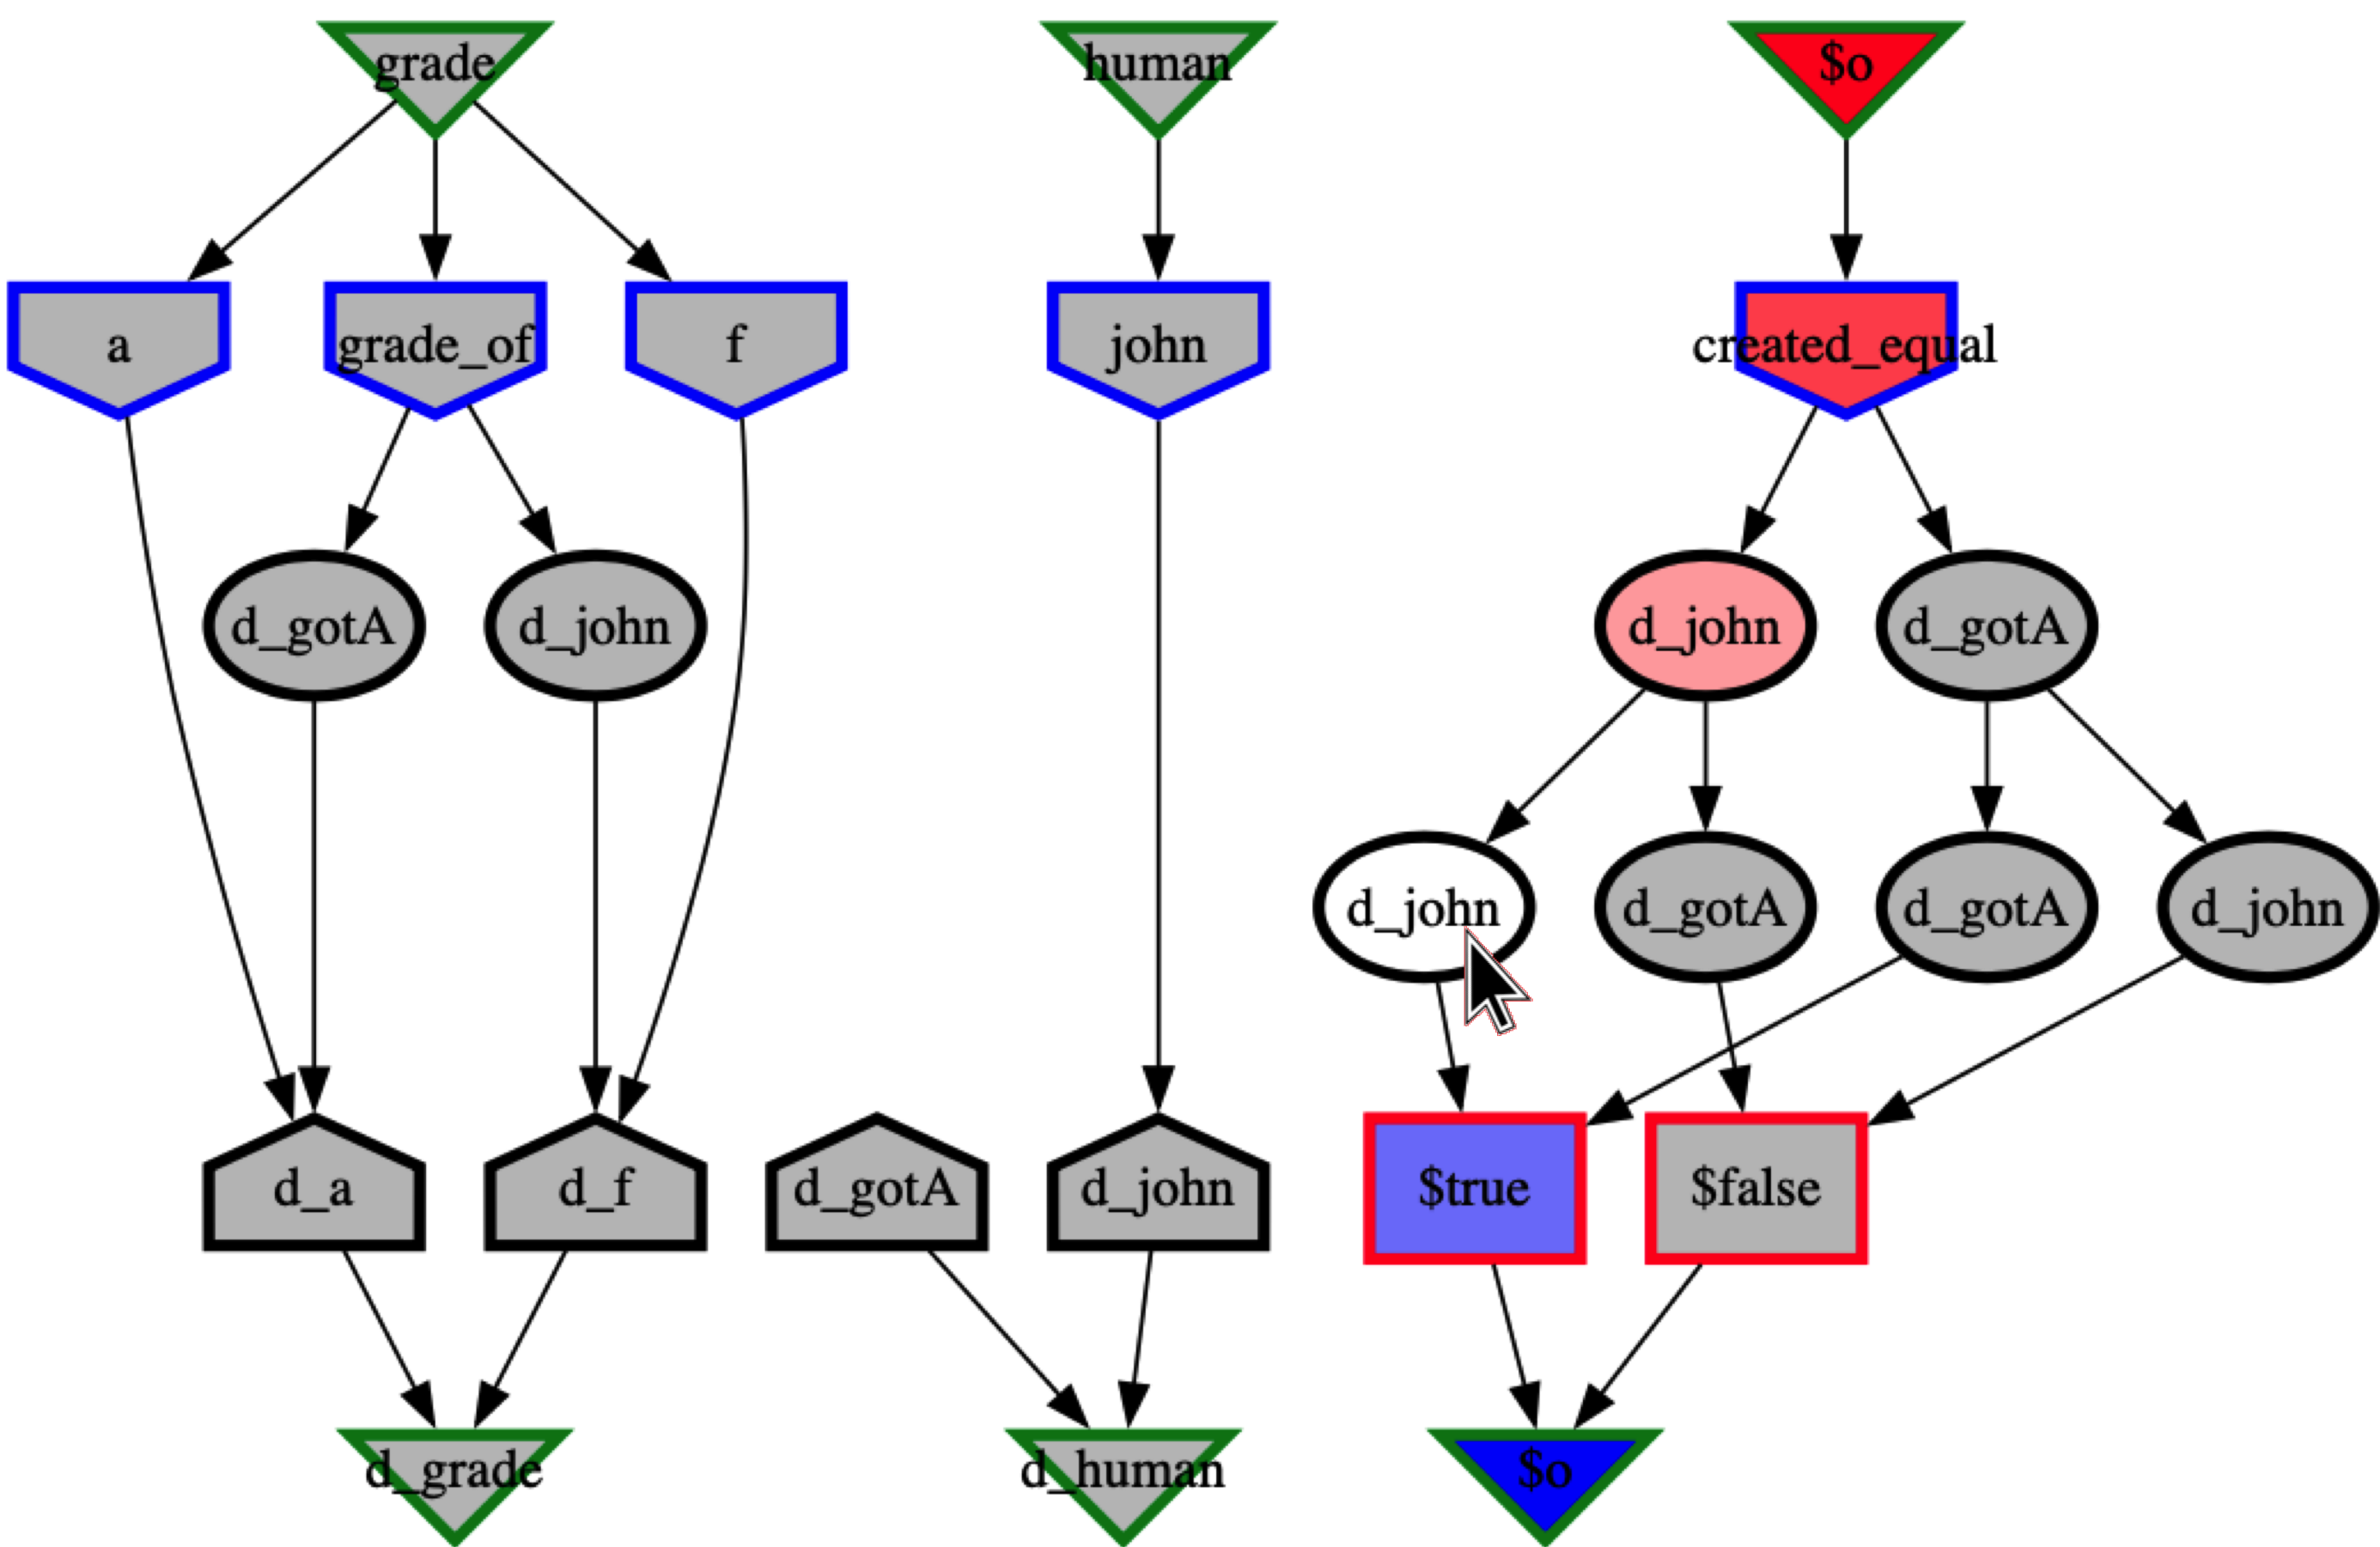 grade
human
$o
a
grade_of
f
john
created_equal
d_gotA
d_john
d_john
d_gotA
d_john
d_gotA
d_gotA
d_john
d_a
d_f
d_gotA
d_john
$true
$false
d_grade
d_human
$o